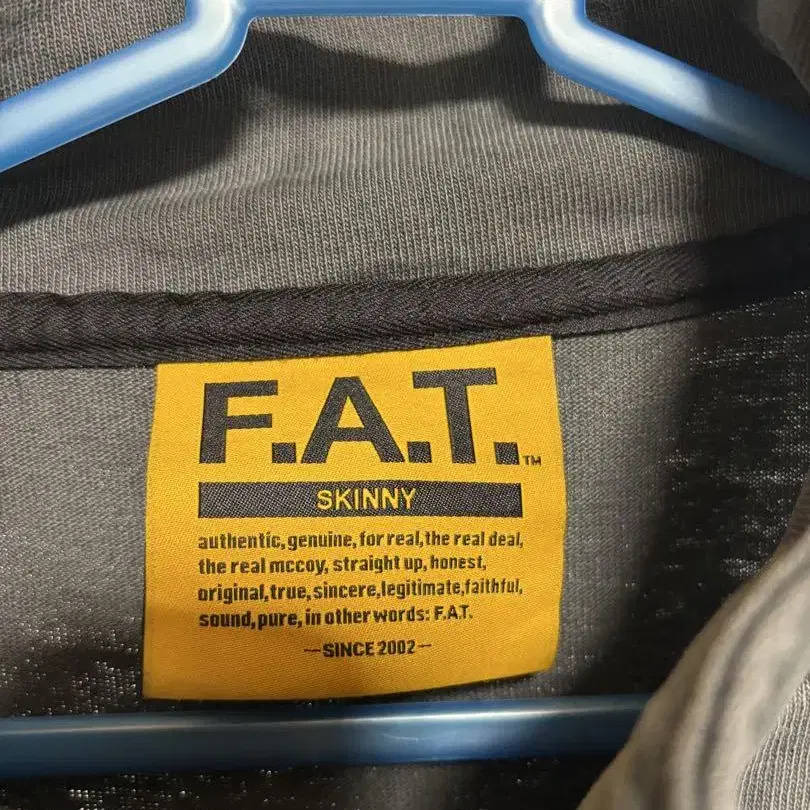 F.A.T.™
SKINNY
authentic, genuine, for real, the real deal,
the real mccoy, straight up, honest,
original, true, sincere, legitimate, faithful,
sound, pure, in other words: F.A.T.
—SINCE 2002—